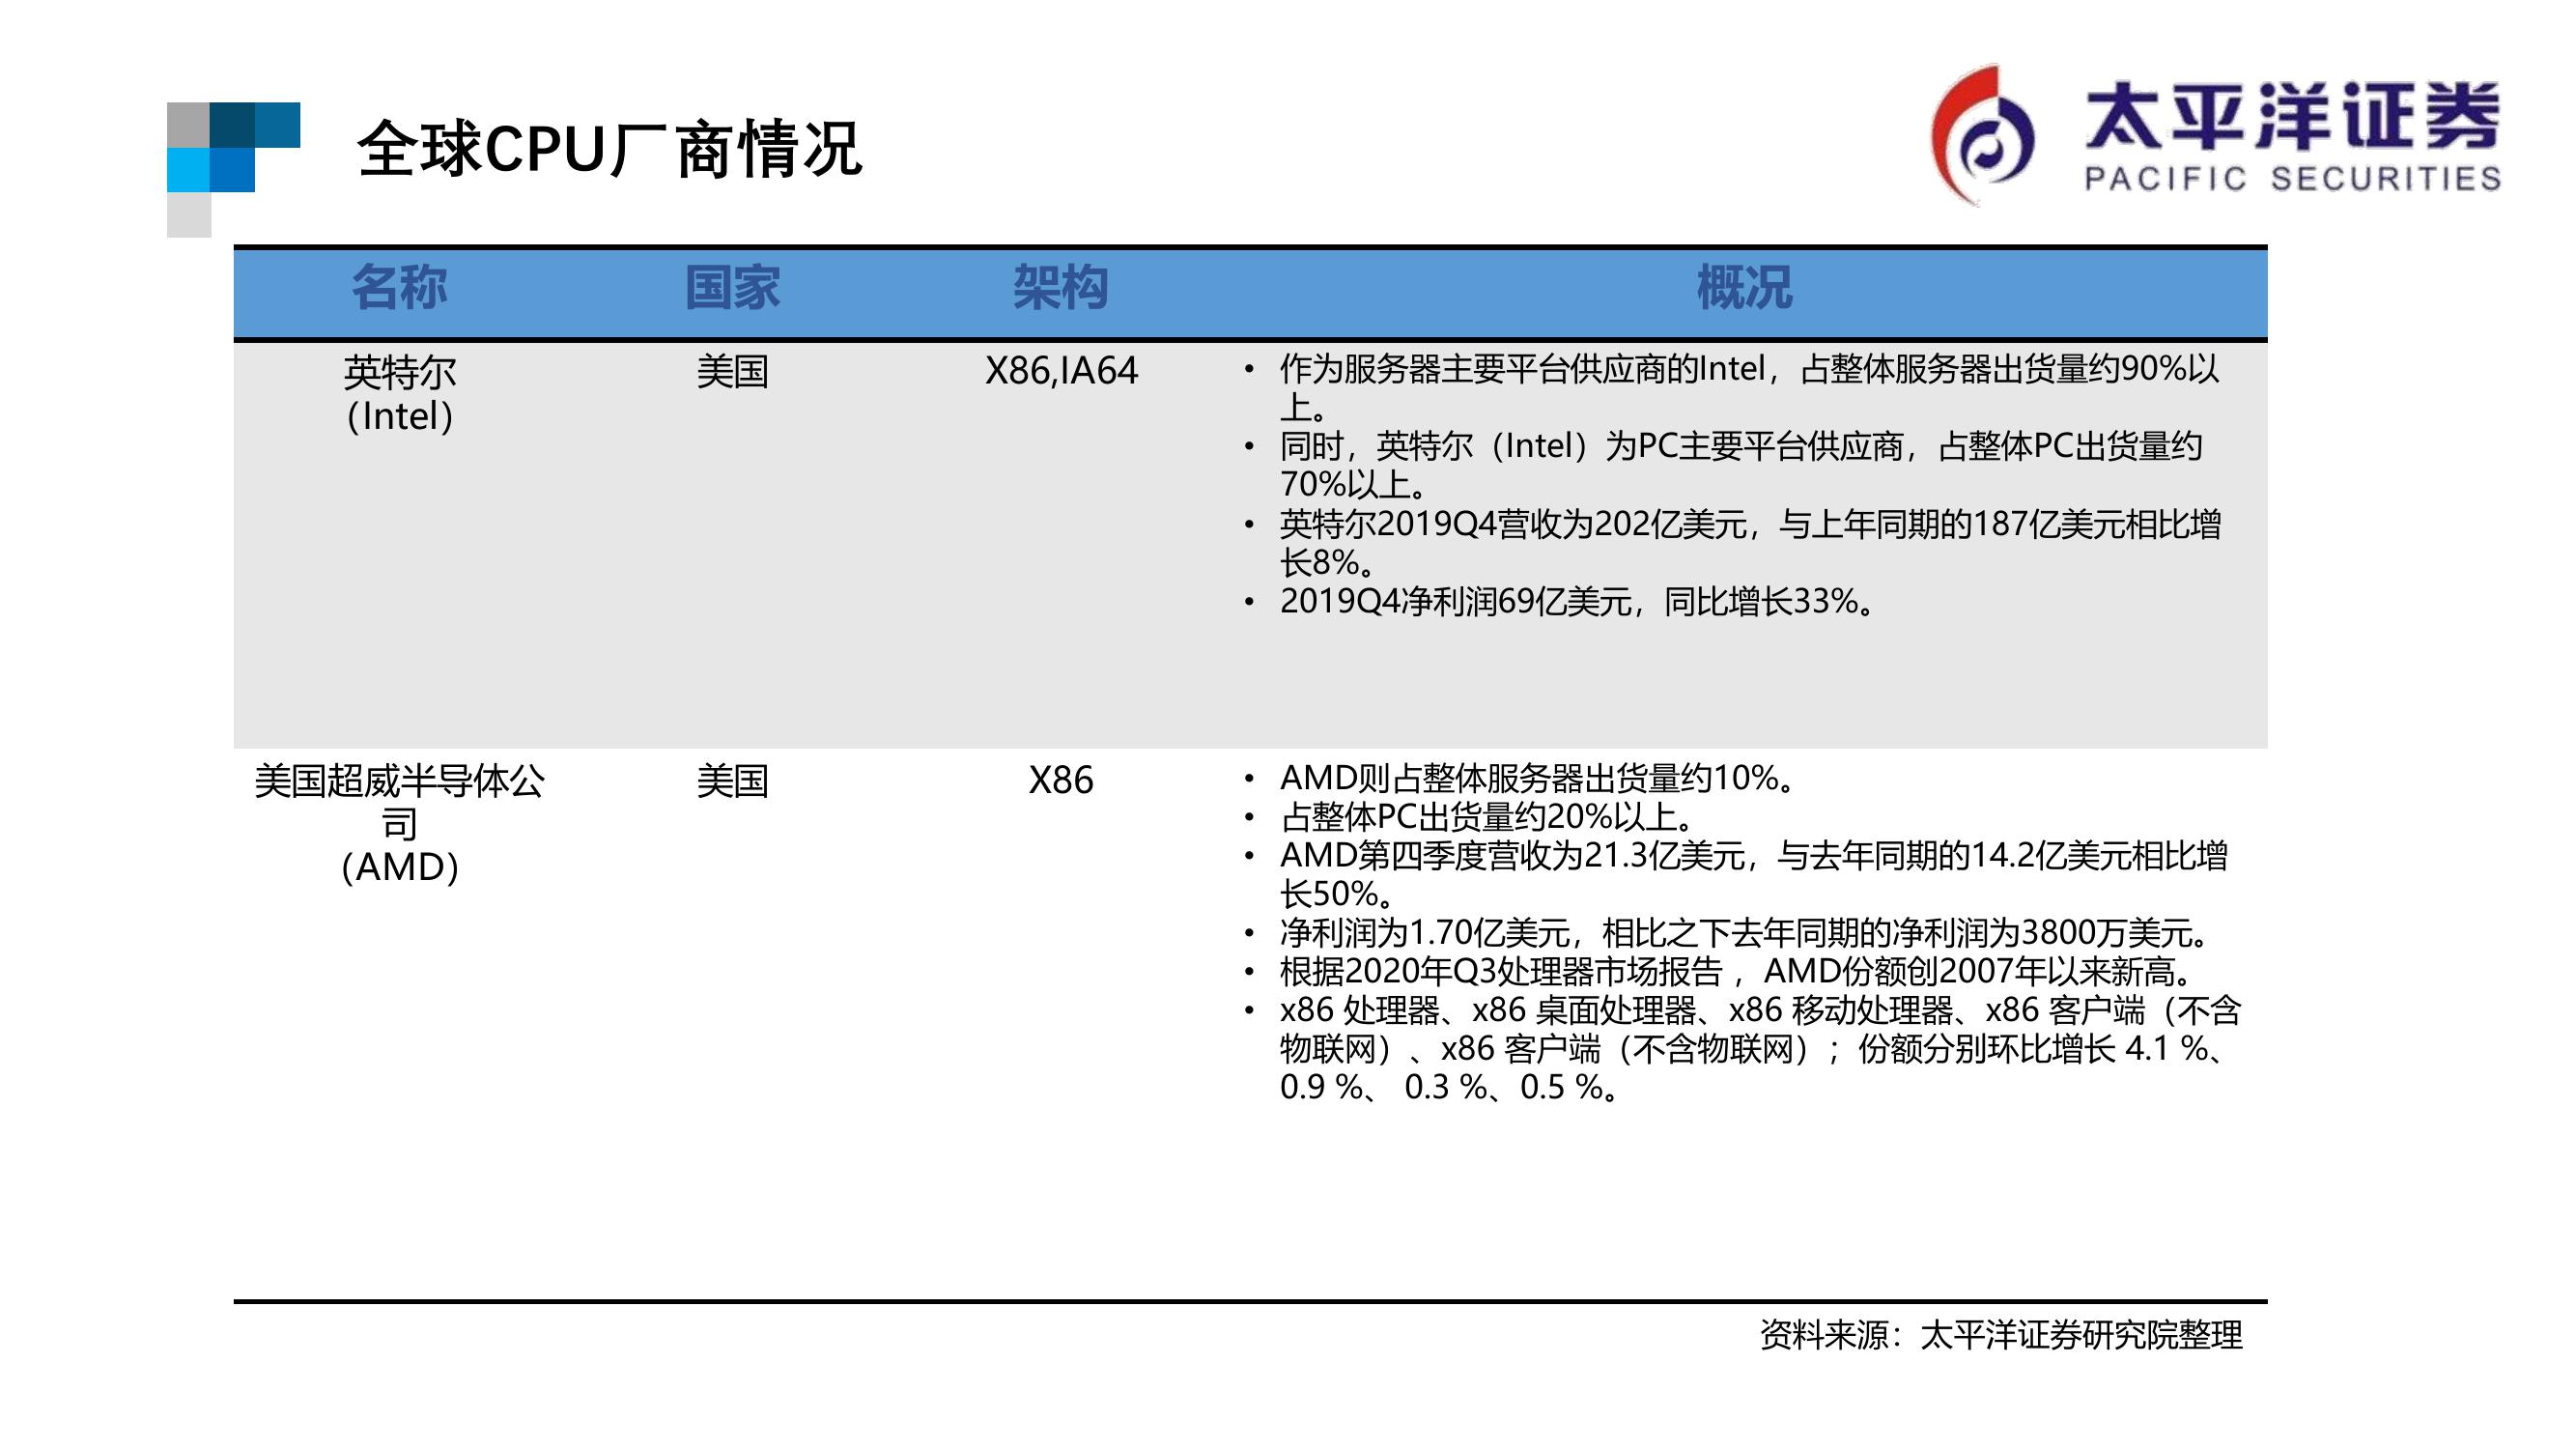 全球CPU厂商情况
太平洋证券
PACIFIC SECURITIES
名称 国家 架构 概况
英特尔
（Intel）
美国
X86,IA64
• 作为服务器主要平台供应商的Intel，占整体服务器出货量约90%以
上。
• 同时，英特尔（Intel）为PC主要平台供应商，占整体PC出货量约
70%以上。
• 英特尔2019Q4营收为202亿美元，与上年同期的187亿美元相比增
长8%。
• 2019Q4净利润69亿美元，同比增长33%。
美国超威半导体公
司
（AMD）
美国
X86
• AMD则占整体服务器出货量约10%。
• 占整体PC出货量约20%以上。
• AMD第四季度营收为21.3亿美元，与去年同期的14.2亿美元相比增
长50%。
• 净利润为1.70亿美元，相比之下去年同期的净利润为3800万美元。
• 根据2020年Q3处理器市场报告 ，AMD份额创2007年以来新高。
• x86 处理器、x86 桌面处理器、x86 移动处理器、x86 客户端（不含
物联网）、x86 客户端（不含物联网）；份额分别环比增长 4.1 %、
0.9 %、 0.3 %、0.5 %。
资料来源：太平洋证券研究院整理